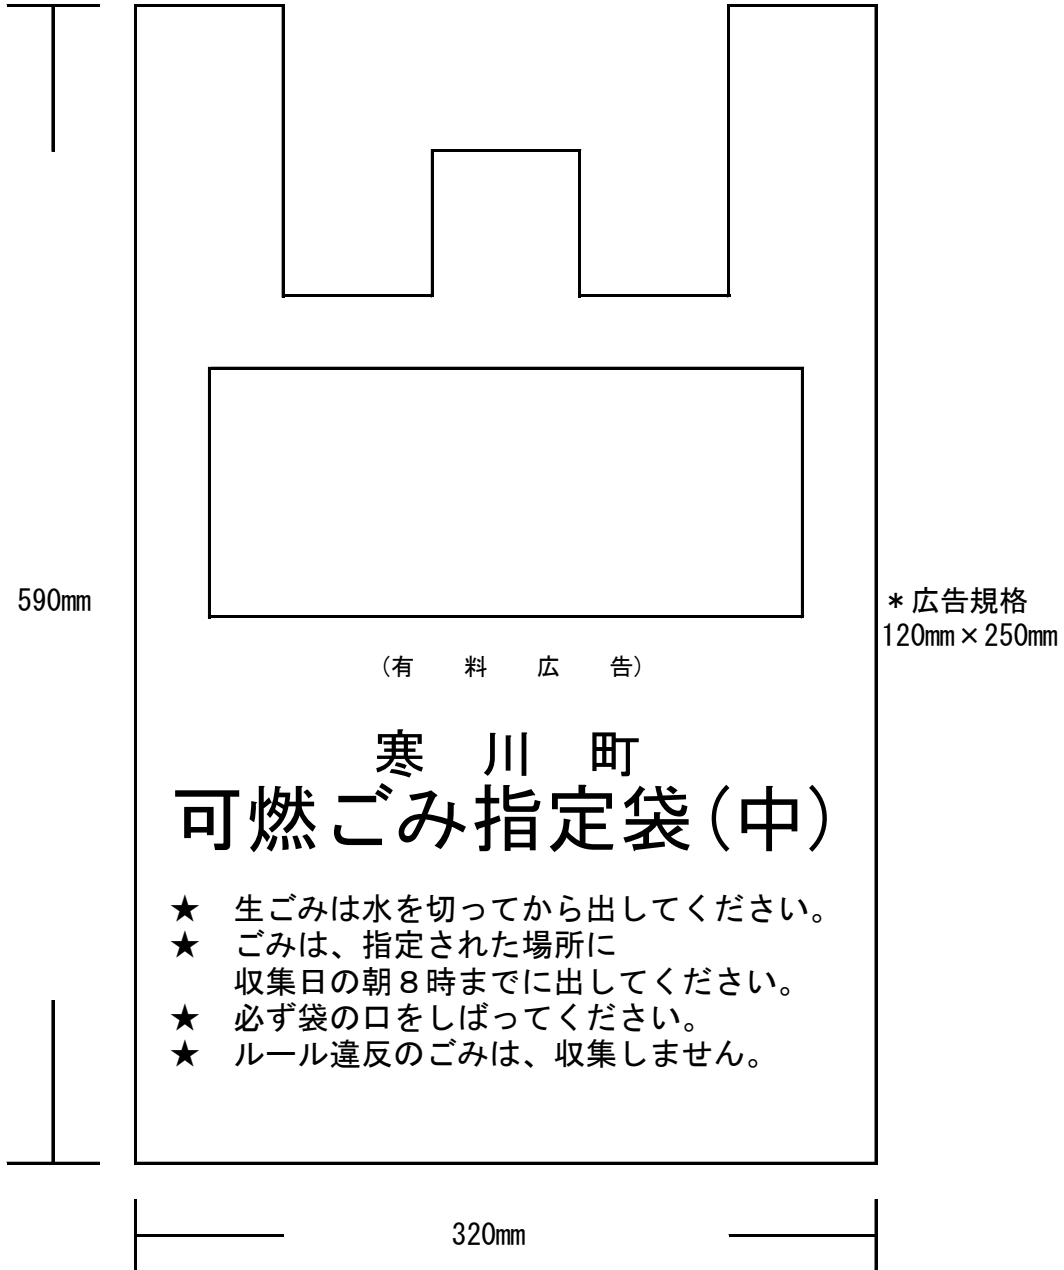 590mm
＊広告規格
120mm×250mm
(有　料　広　告)
寒　川　町
可燃ごみ指定袋(中)
★　生ごみは水を切ってから出してください。
★　ごみは、指定された場所に
収集日の朝８時までに出してください。
★　必ず袋の口をしばってください。
★　ルール違反のごみは、収集しません。
320mm